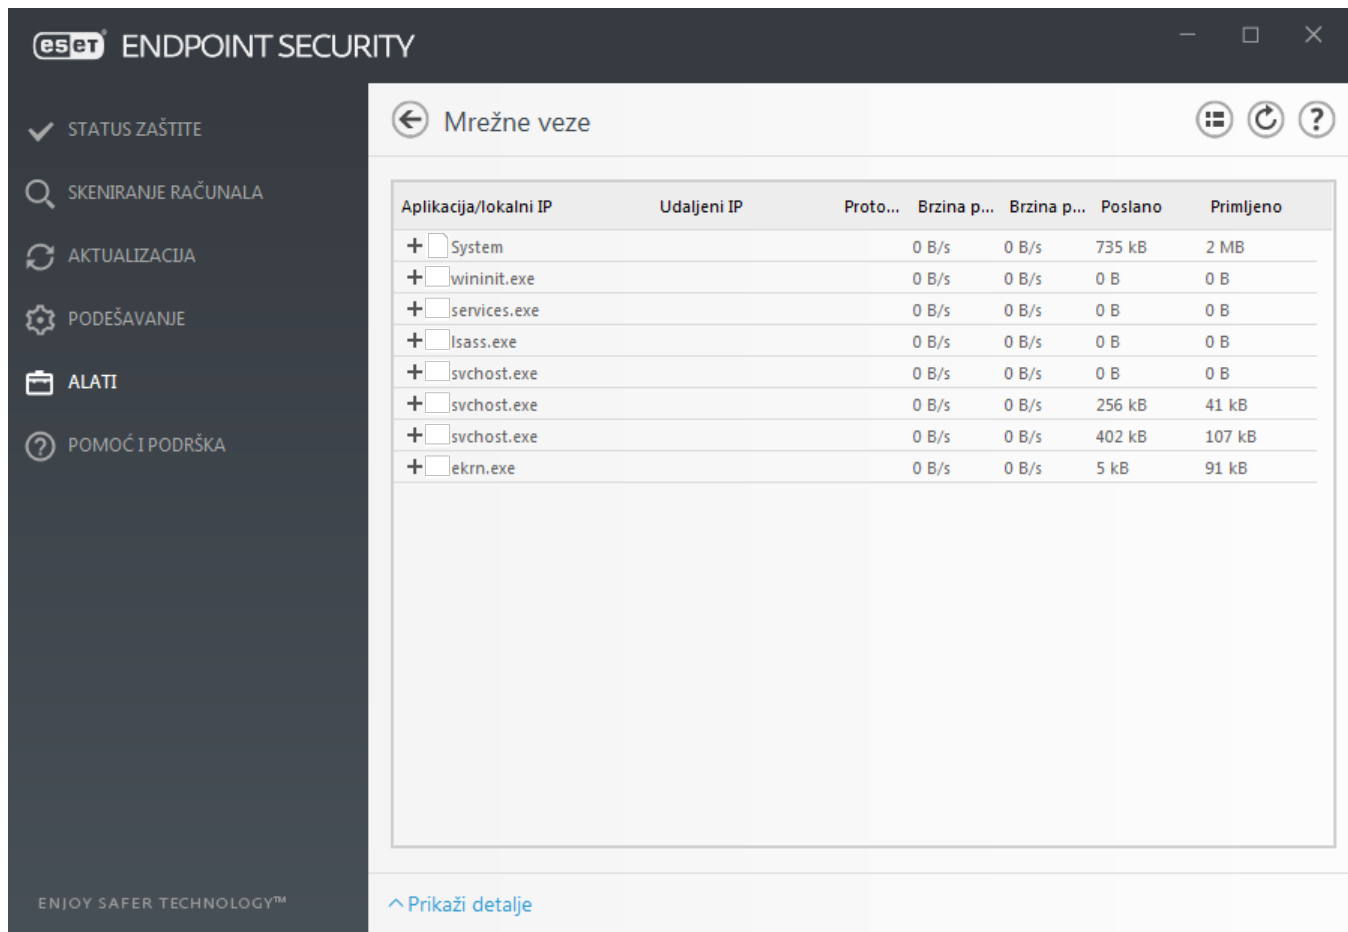 eset ENDPOINT SECURITY
STATUS ZAŠTITE
SKENIRANJE RAČUNALA
AKTUALIZACIJA
PODEŠAVANJE
ALATI
POMOĆ I PODRŠKA
ENJOY SAFER TECHNOLOGY™
Mrežne veze
Aplikacija/lokalni IP Udaljeni IP Proto... Brzina p... Brzina p... Poslano Primljeno
System 0 B/s 0 B/s 735 kB 2 MB
wininit.exe 0 B/s 0 B/s 0 B 0 B
services.exe 0 B/s 0 B/s 0 B 0 B
lsass.exe 0 B/s 0 B/s 0 B 0 B
svchost.exe 0 B/s 0 B/s 0 B 0 B
svchost.exe 0 B/s 0 B/s 256 kB 41 kB
svchost.exe 0 B/s 0 B/s 402 kB 107 kB
ekrn.exe 0 B/s 0 B/s 5 kB 91 kB
Prikaži detalje